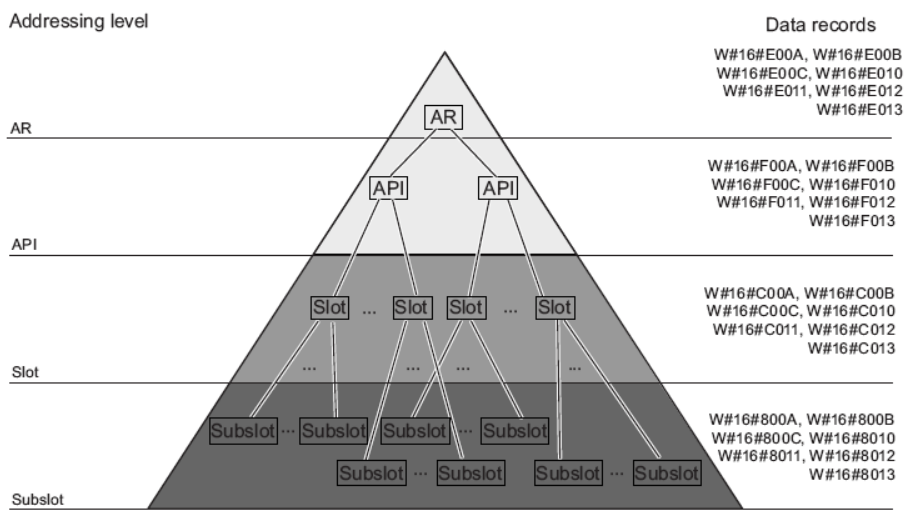 Addressing level
Data records
W#16#E00A, W#16#E00B
W#16#E00C, W#16#E010
W#16#E011, W#16#E012
W#16#E013
AR
AR
API API
W#16#F00A, W#16#F00B
W#16#F00C, W#16#F010
W#16#F011, W#16#F012
W#16#F013
API
Slot ... Slot Slot ... Slot
W#16#C00A, W#16#C00B
W#16#C00C, W#16#C010
W#16#C011, W#16#C012
W#16#C013
... ... ... ...
Slot
Subslot ... Subslot Subslot ... Subslot
Subslot ... Subslot Subslot ... Subslot
W#16#800A, W#16#800B
W#16#800C, W#16#8010
W#16#8011, W#16#8012
W#16#8013
Subslot